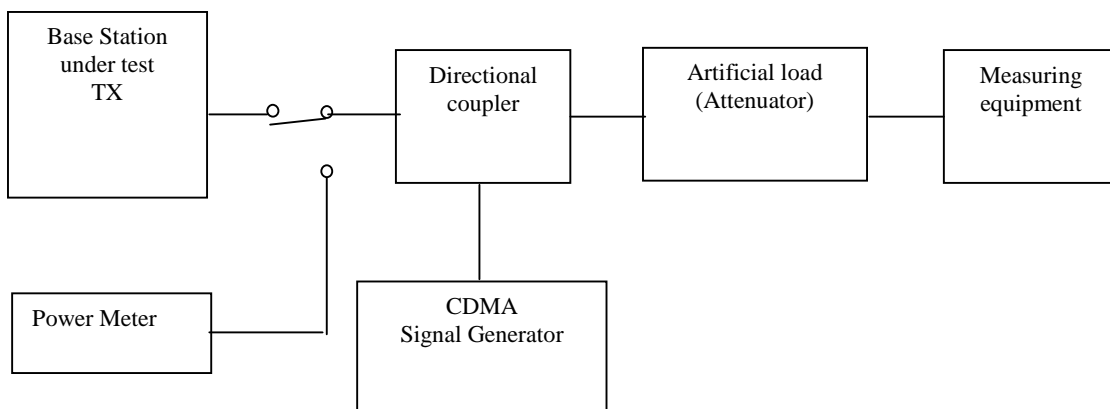 Base Station
under test
TX
Directional
coupler
Artificial load
(Attenuator)
Measuring
equipment
Power Meter
CDMA
Signal Generator